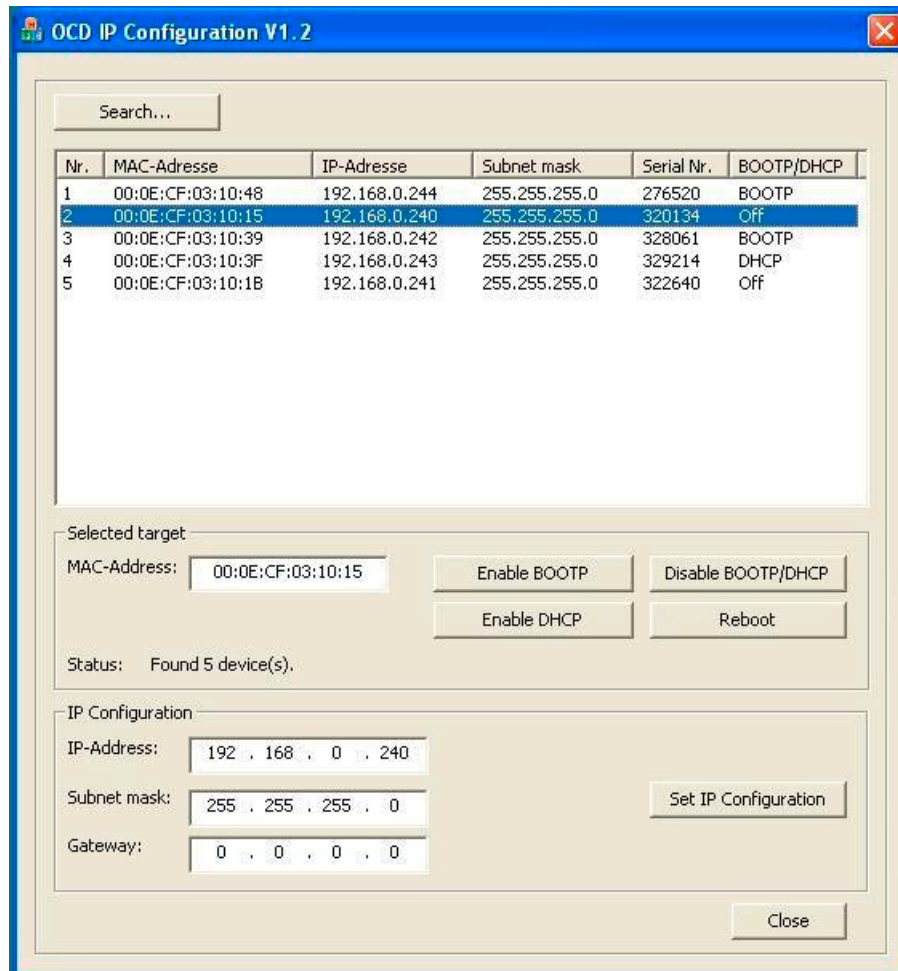 OCD IP Configuration V1.2
Search...
Nr. MAC-Adresse IP-Adresse Subnet mask Serial Nr. BOOTP/DHCP
1 00:0E:CF:03:10:48 192.168.0.244 255.255.255.0 276520 BOOTP
2 00:0E:CF:03:10:15 192.168.0.240 255.255.255.0 320134 Off
3 00:0E:CF:03:10:39 192.168.0.242 255.255.255.0 328061 BOOTP
4 00:0E:CF:03:10:3F 192.168.0.243 255.255.255.0 329214 DHCP
5 00:0E:CF:03:10:1B 192.168.0.241 255.255.255.0 322640 Off
Selected target
MAC-Address: 00:0E:CF:03:10:15 Enable BOOTP Disable BOOTP/DHCP
Enable DHCP Reboot
Status: Found 5 device(s).
IP Configuration
IP-Address: 192 . 168 . 0 . 240
Subnet mask: 255 . 255 . 255 . 0 Set IP Configuration
Gateway: 0 . 0 . 0 . 0
Close